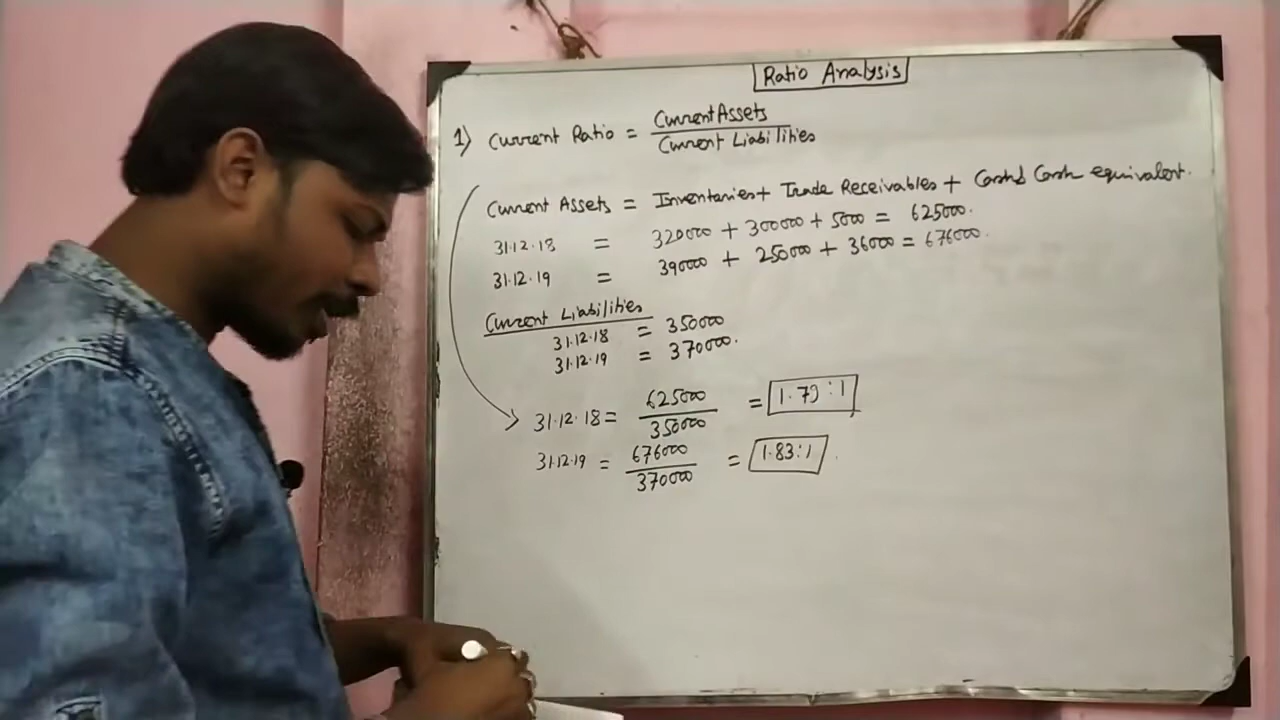 Ratio Analysis
1) Current Ratio = Current Assets / Current Liabilities
Current Assets = Inventories + Trade Receivables + Cash & Cash equivalent.
31.12.18 = 320000 + 300000 + 5000 = 625000.
31.12.19 = 390000 + 250000 + 36000 = 676000.
Current Liabilities
31.12.18 = 350000
31.12.19 = 370000.
31.12.18 = 625000 / 350000 = 1.79:1
31.12.19 = 676000 / 370000 = 1.83:1